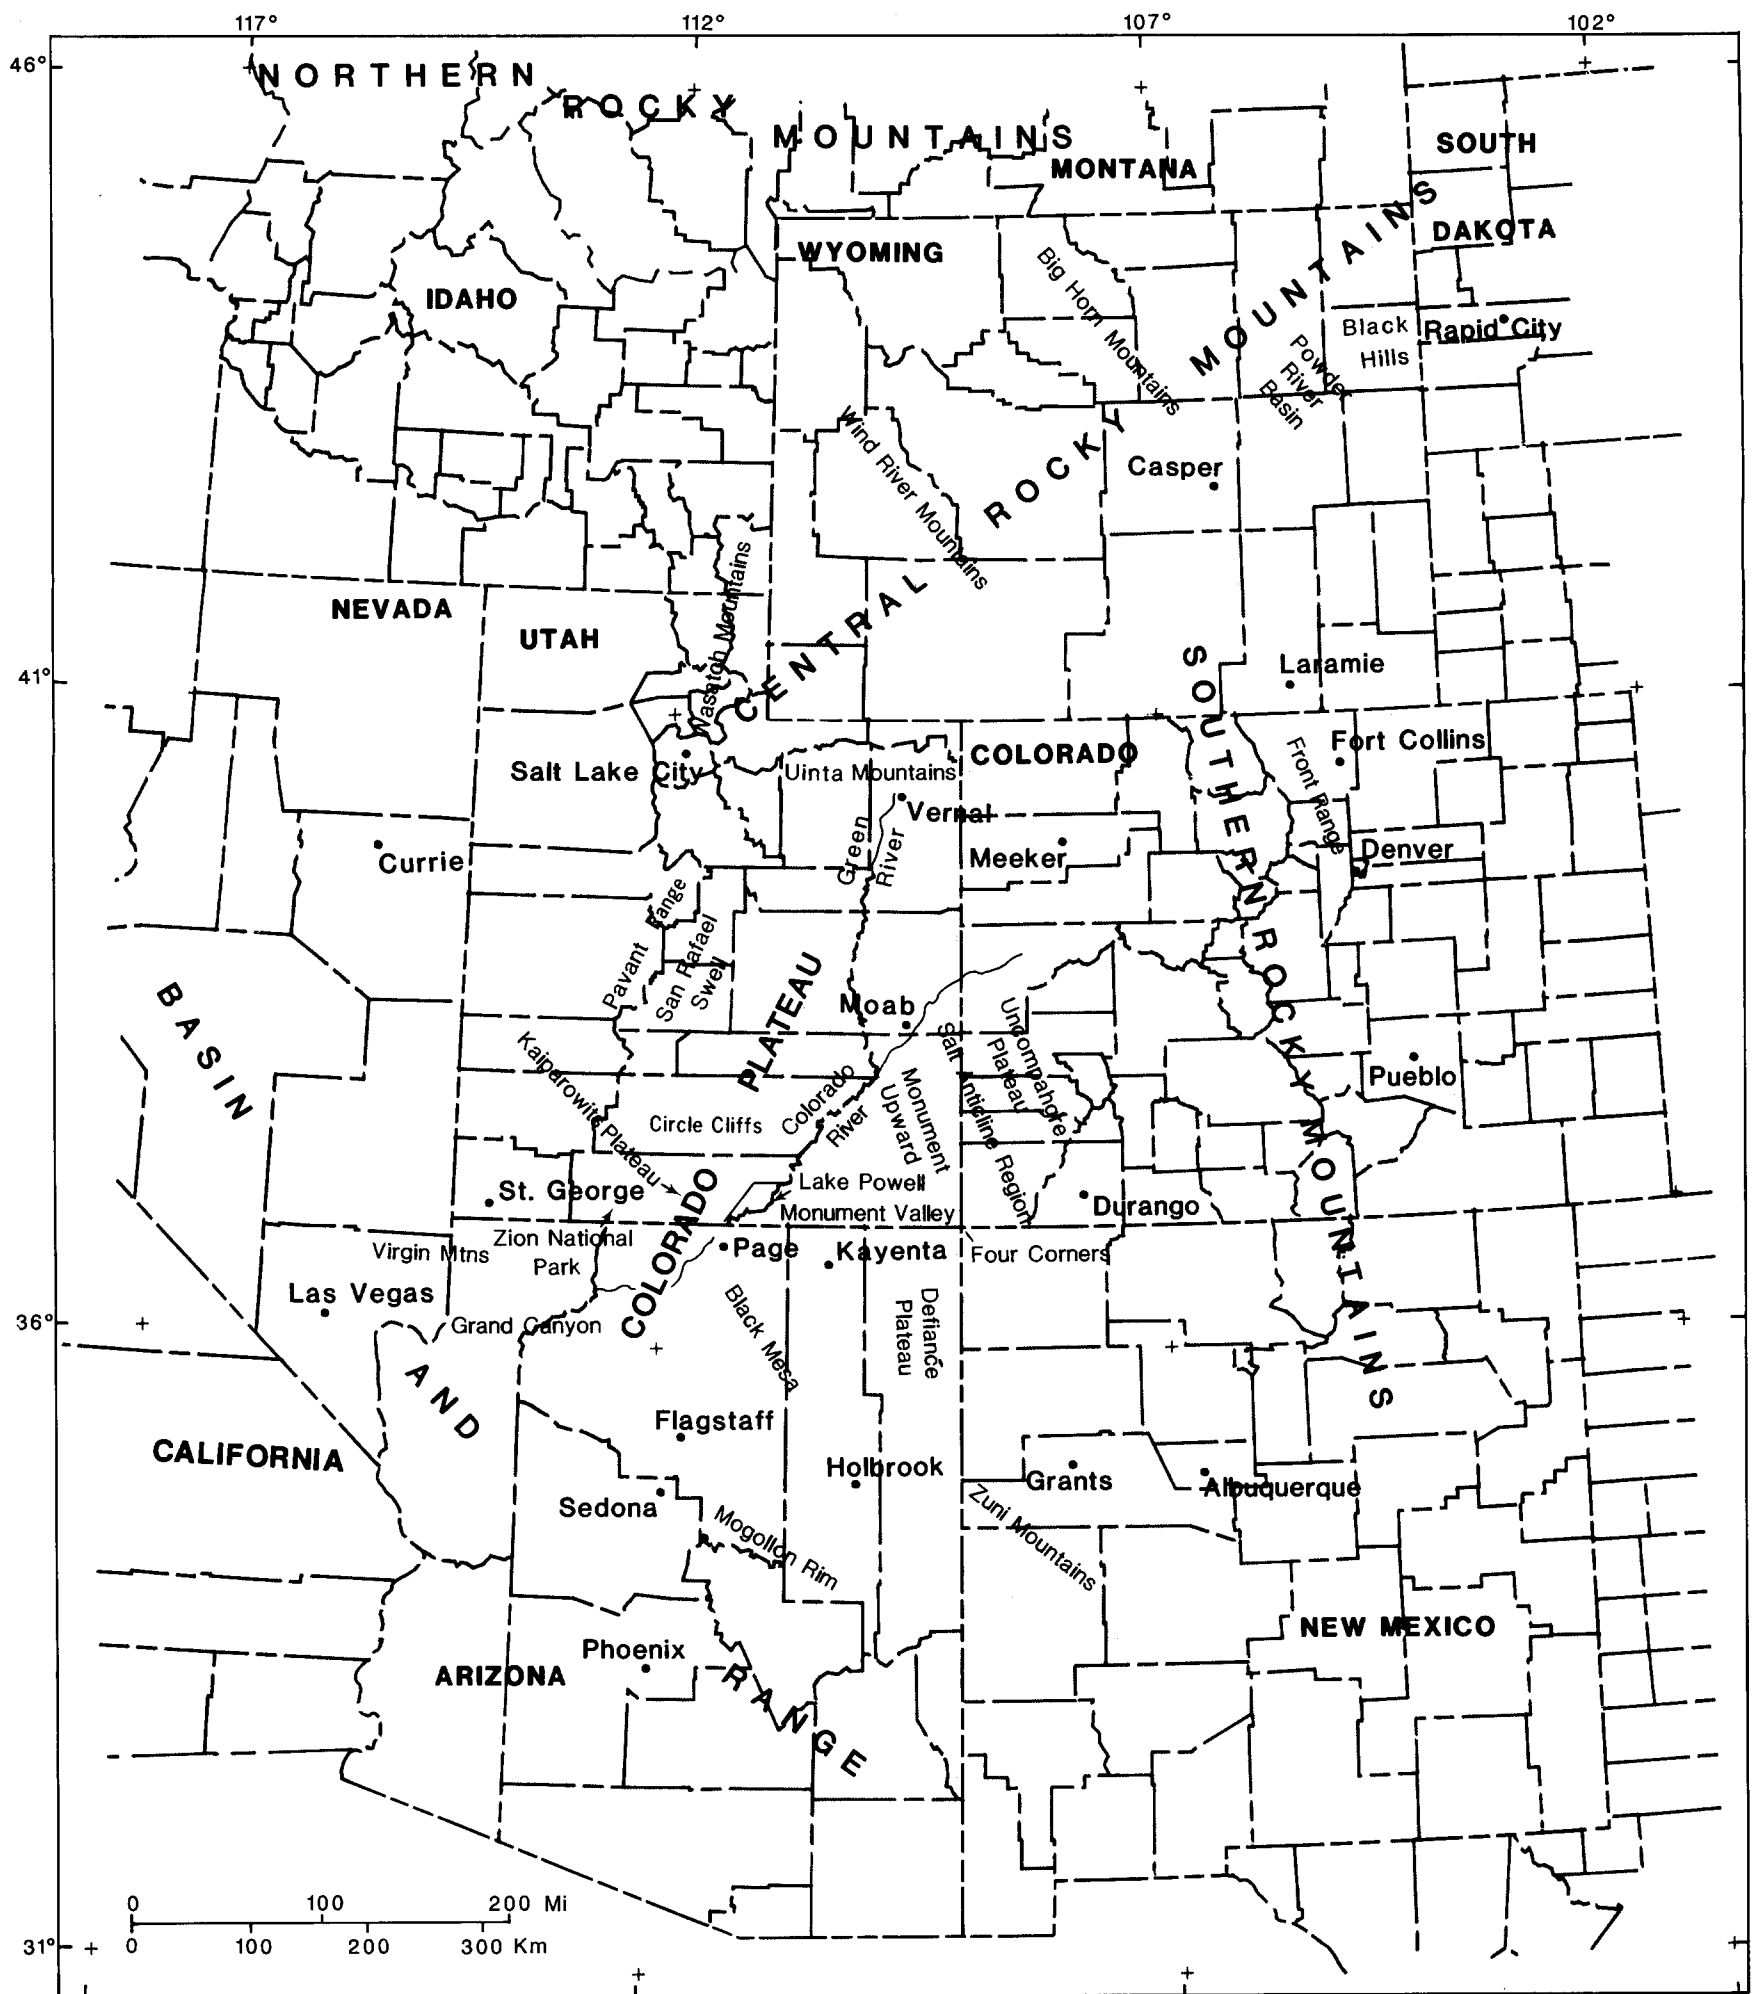 117°
112°
107°
102°
46°
NORTHERN
ROCKY
MOUNTAINS
MONTANA
SOUTH
DAKOTA
WYOMING
IDAHO
Big Horn Mountains
CENTRAL ROCKY MOUNTAINS
Black
Hills
Rapid City
Powder
River
Basin
Wind River Mountains
Casper
NEVADA
UTAH
Wasatch Mountains
41°
Laramie
SOUTHERN ROCKY MOUNTAINS
COLORADO
Fort Collins
Front Range
Salt Lake City
Uinta Mountains
Vernal
Green
River
Currie
Meeker
Denver
Pavant Range
San Rafael
Swell
BASIN
AND
RANGE
COLORADO PLATEAU
Moab
Salt Anticline Region
Uncompahgre
Plateau
Pueblo
Kaiparowits Plateau
Circle Cliffs
Colorado
River
Monument
Upward
St. George
Lake Powell
Monument Valley
Durango
Virgin Mtns
Zion National
Park
Page
Kayenta
Four Corners
Las Vegas
36°
Grand Canyon
Black Mesa
Defiance
Plateau
Flagstaff
CALIFORNIA
Holbrook
Grants
Albuquerque
Sedona
Mogollon Rim
Zuni Mountains
NEW MEXICO
Phoenix
ARIZONA
0 100 200 Mi
0 100 200 300 Km
31°